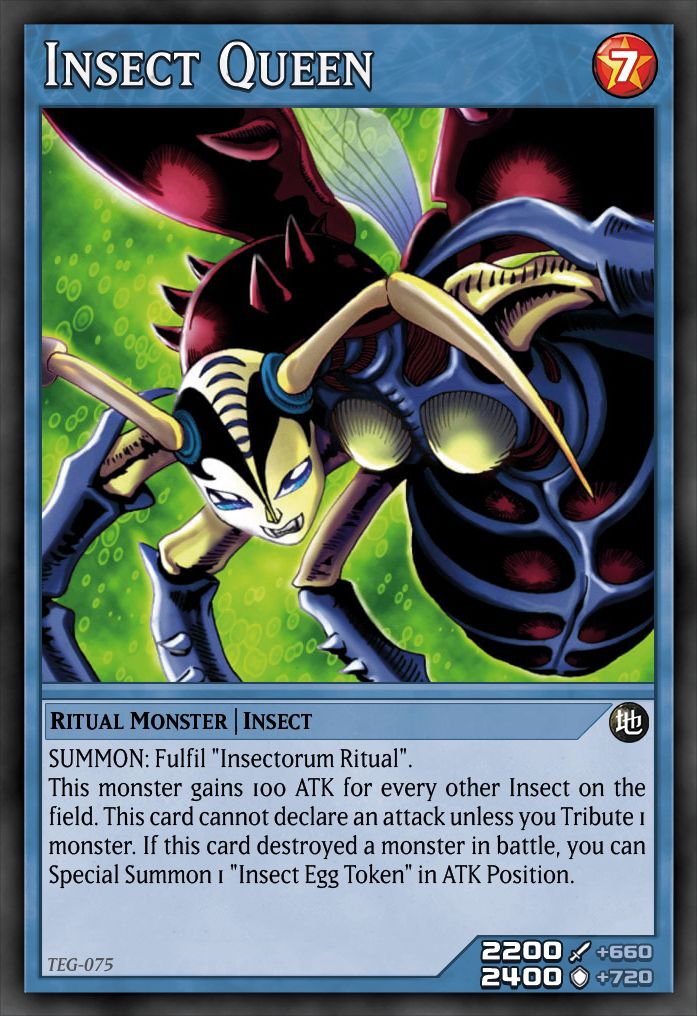 Insect Queen
7
Ritual Monster | Insect
SUMMON: Fulfil "Insectorum Ritual".
This monster gains 100 ATK for every other Insect on the
field. This card cannot declare an attack unless you Tribute 1
monster. If this card destroyed a monster in battle, you can
Special Summon 1 "Insect Egg Token" in ATK Position.
2200 +660
TEG-075
2400 +720